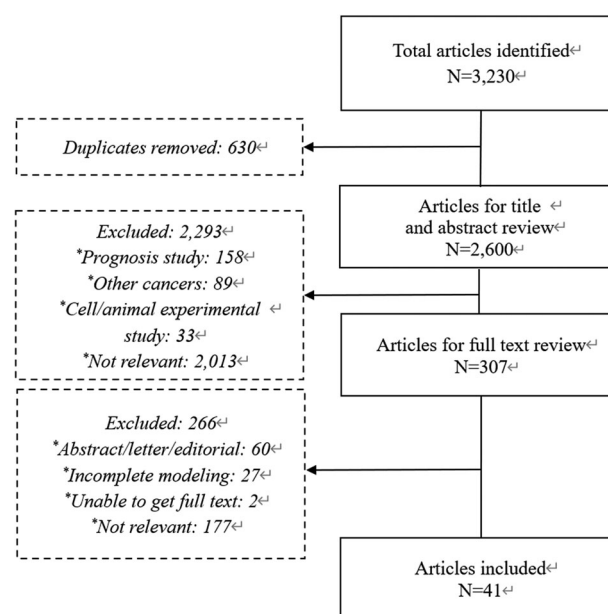 Total articles identified↵
N=3,230↵
Duplicates removed: 630↵
Articles for title ↵
and abstract review↵
N=2,600↵
Excluded: 2,293↵
*Prognosis study: 158↵
*Other cancers: 89↵
*Cell/animal experimental ↵
study: 33↵
*Not relevant: 2,013↵
Articles for full text review↵
N=307↵
Excluded: 266↵
*Abstract/letter/editorial: 60↵
*Incomplete modeling: 27↵
*Unable to get full text: 2↵
*Not relevant: 177↵
Articles included↵
N=41↵